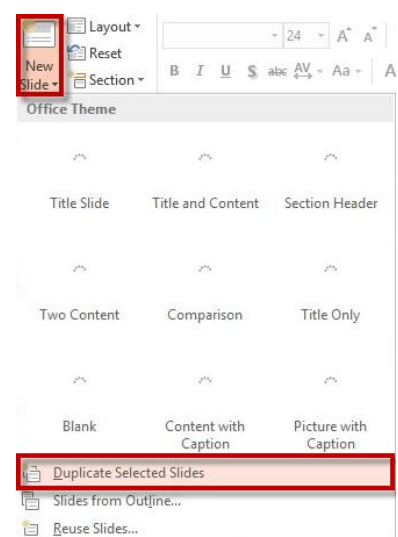 Layout
Reset
New Slide
Section
24 A A
B I U S abc AV Aa A
Office Theme
Title Slide Title and Content Section Header
Two Content Comparison Title Only
Blank Content with Caption Picture with Caption
Duplicate Selected Slides
Slides from Outline...
Reuse Slides...